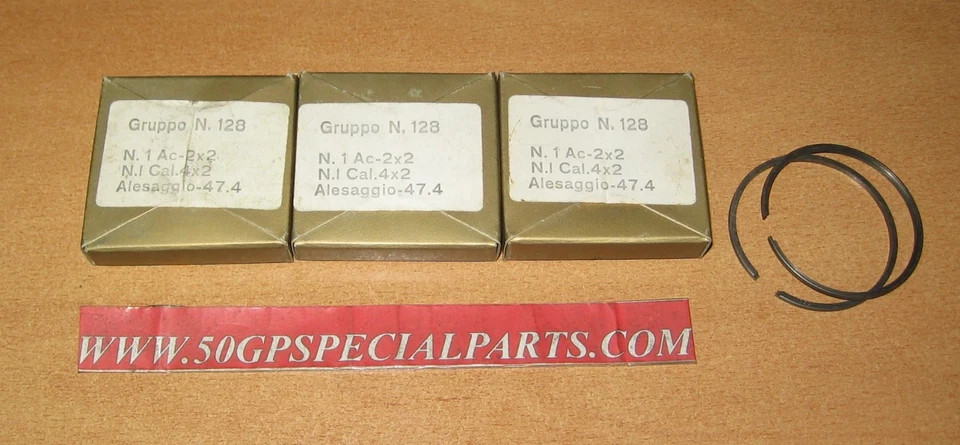 Gruppo N. 128
N. 1 Ac-2x2
N.I Cal.4x2
Alesaggio-47.4
Gruppo N. 128
N. 1 Ac-2x2
N.I Cal.4x2
Alesaggio-47.4
Gruppo N. 128
N. 1 Ac-2x2
N.I Cal.4x2
Alesaggio-47.4
WWW.50GPSPECIALPARTS.COM